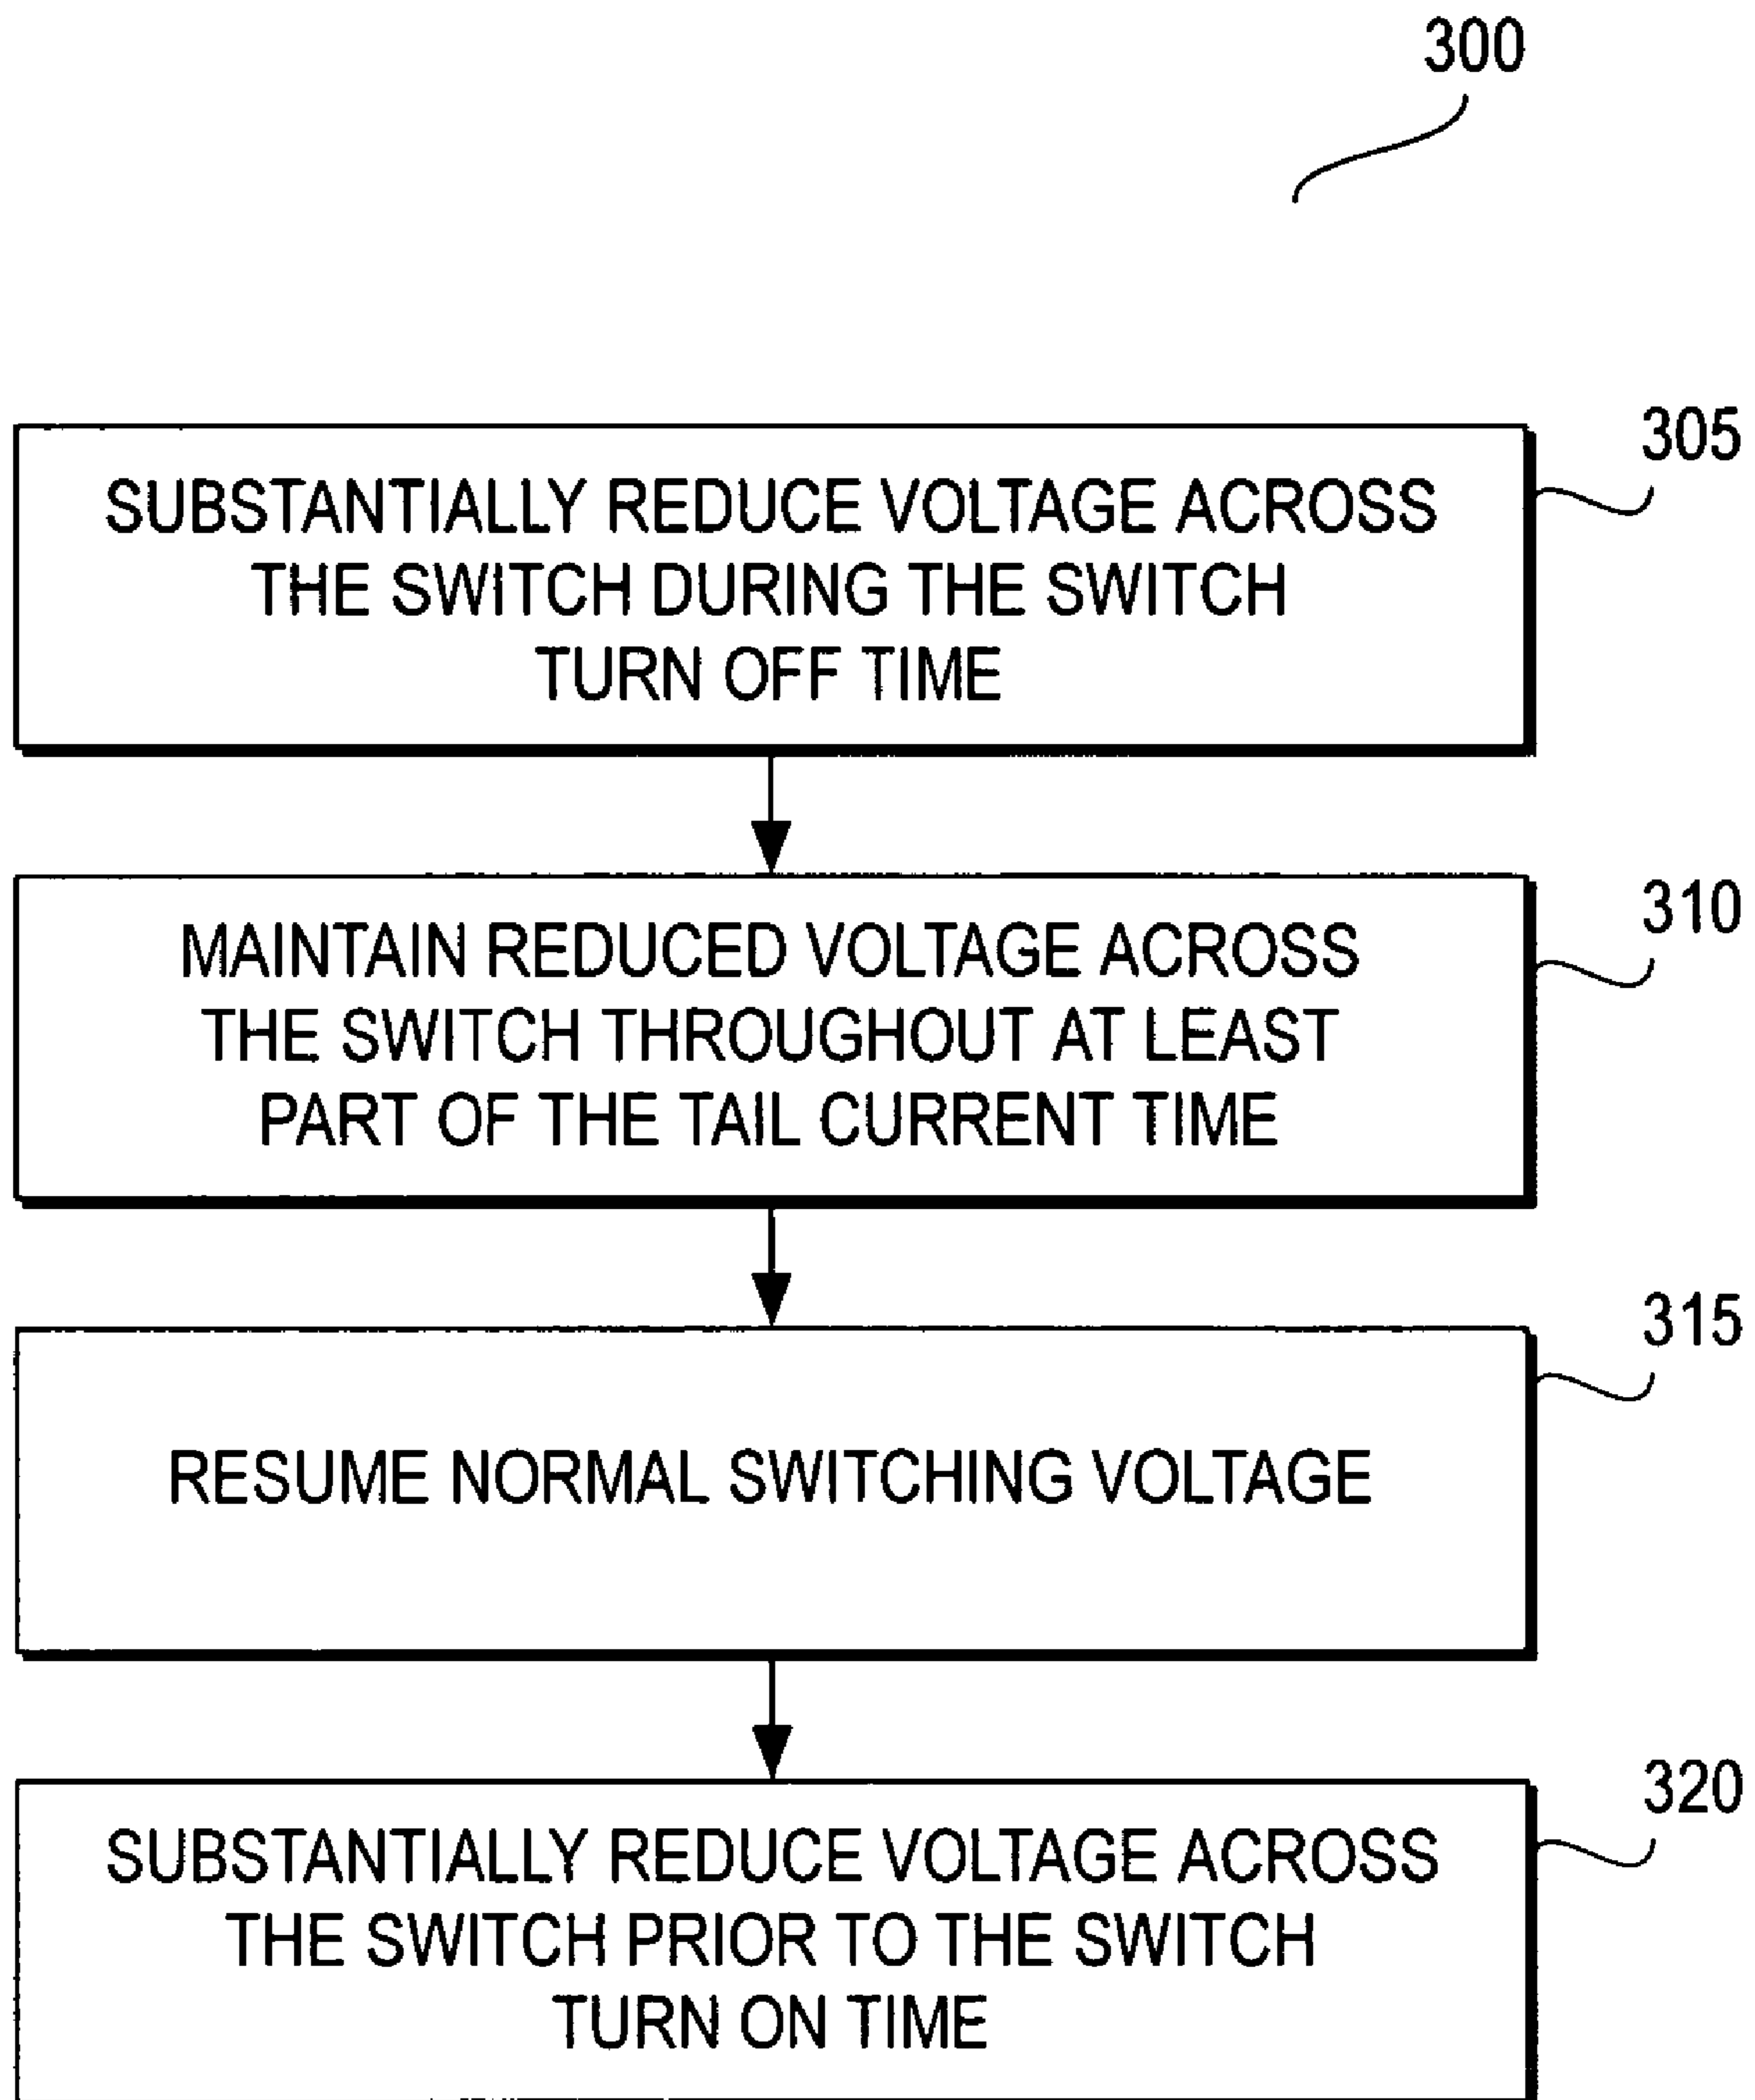 300
305
SUBSTANTIALLY REDUCE VOLTAGE ACROSS
THE SWITCH DURING THE SWITCH
TURN OFF TIME
310
MAINTAIN REDUCED VOLTAGE ACROSS
THE SWITCH THROUGHOUT AT LEAST
PART OF THE TAIL CURRENT TIME
315
RESUME NORMAL SWITCHING VOLTAGE
320
SUBSTANTIALLY REDUCE VOLTAGE ACROSS
THE SWITCH PRIOR TO THE SWITCH
TURN ON TIME